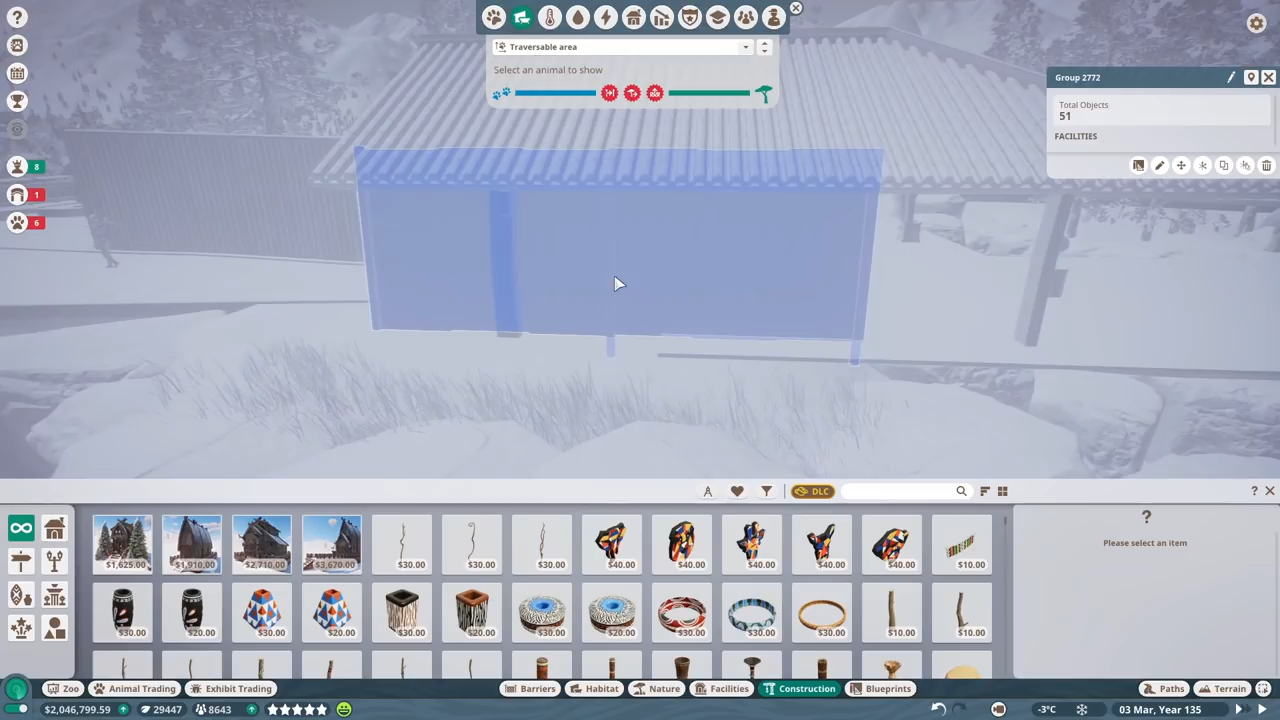 Traversable area
Select an animal to show
Group 2772
Total Objects
51
FACILITIES
8
1
6
DLC
?
Please select an item
$1,625.00 $1,910.00 $2,710.00 $3,670.00 $30.00 $30.00 $30.00 $40.00 $40.00 $40.00 $40.00 $40.00 $10.00
$30.00 $20.00 $30.00 $20.00 $30.00 $20.00 $30.00 $20.00 $30.00 $30.00 $30.00 $10.00 $10.00
Zoo Animal Trading Exhibit Trading Barriers Habitat Nature Facilities Construction Blueprints Paths Terrain
$2,046,799.59 29447 8643 -3°C 03 Mar, Year 135